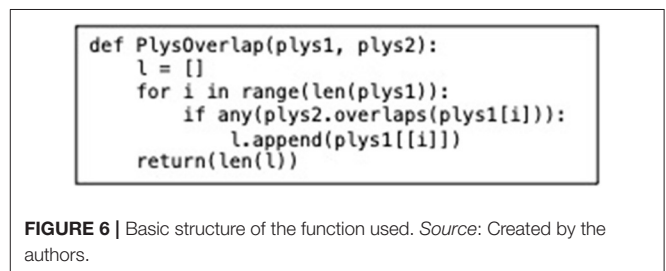 def PlysOverlap(plys1, plys2):
    l = []
    for i in range(len(plys1)):
        if any(plys2.overlaps(plys1[i])):
            l.append(plys1[[i]])
    return(len(l))
FIGURE 6 | Basic structure of the function used. Source: Created by the
authors.